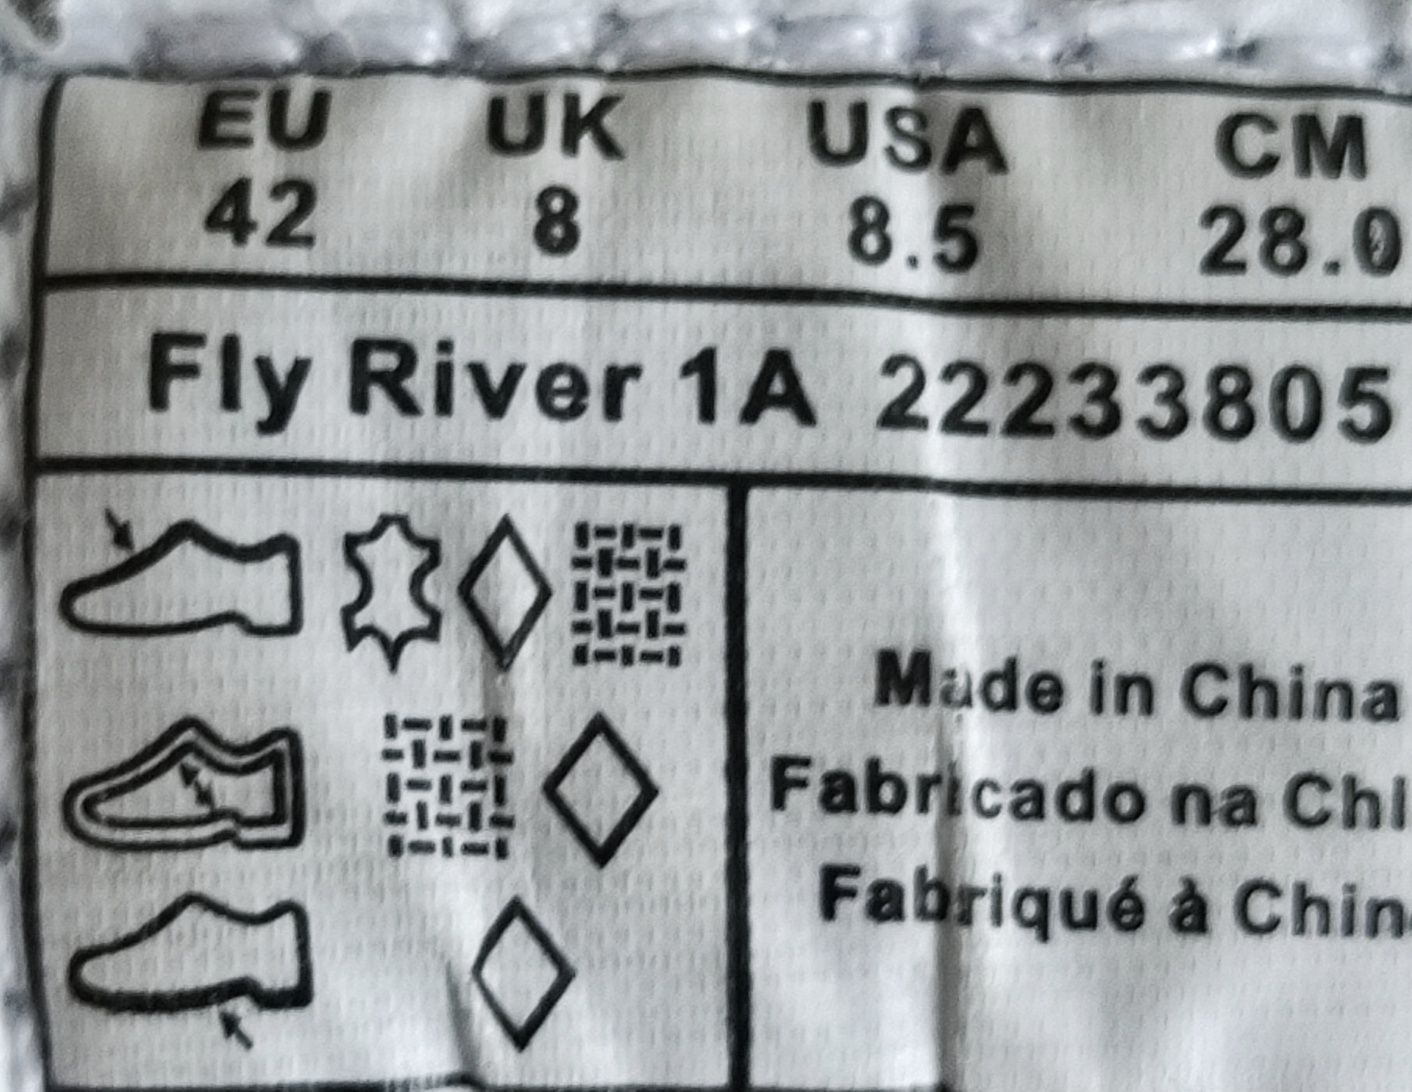 EU UK USA CM
42 8 8.5 28.0
Fly River 1A 22233805
Made in China
Fabricado na Chi
Fabriqué à Chin